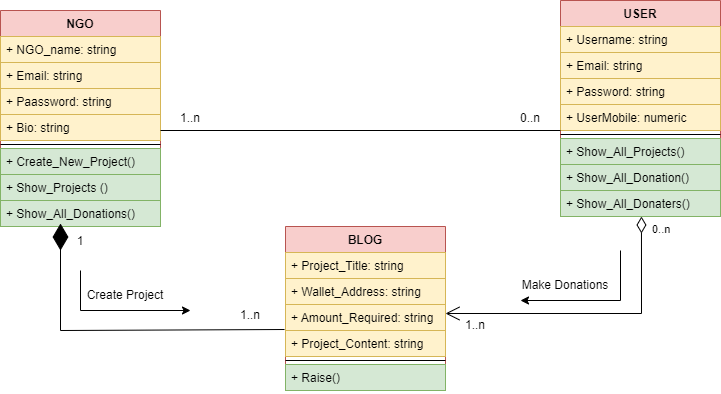 NGO
+ NGO_name: string
+ Email: string
+ Paassword: string
+ Bio: string
+ Create_New_Project()
+ Show_Projects ()
+ Show_All_Donations()
USER
+ Username: string
+ Email: string
+ Password: string
+ UserMobile: numeric
+ Show_All_Projects()
+ Show_All_Donation()
+ Show_All_Donaters()
1..n
0..n
1
Create Project
1..n
BLOG
+ Project_Title: string
+ Wallet_Address: string
+ Amount_Required: string
+ Project_Content: string
+ Raise()
0..n
Make Donations
1..n